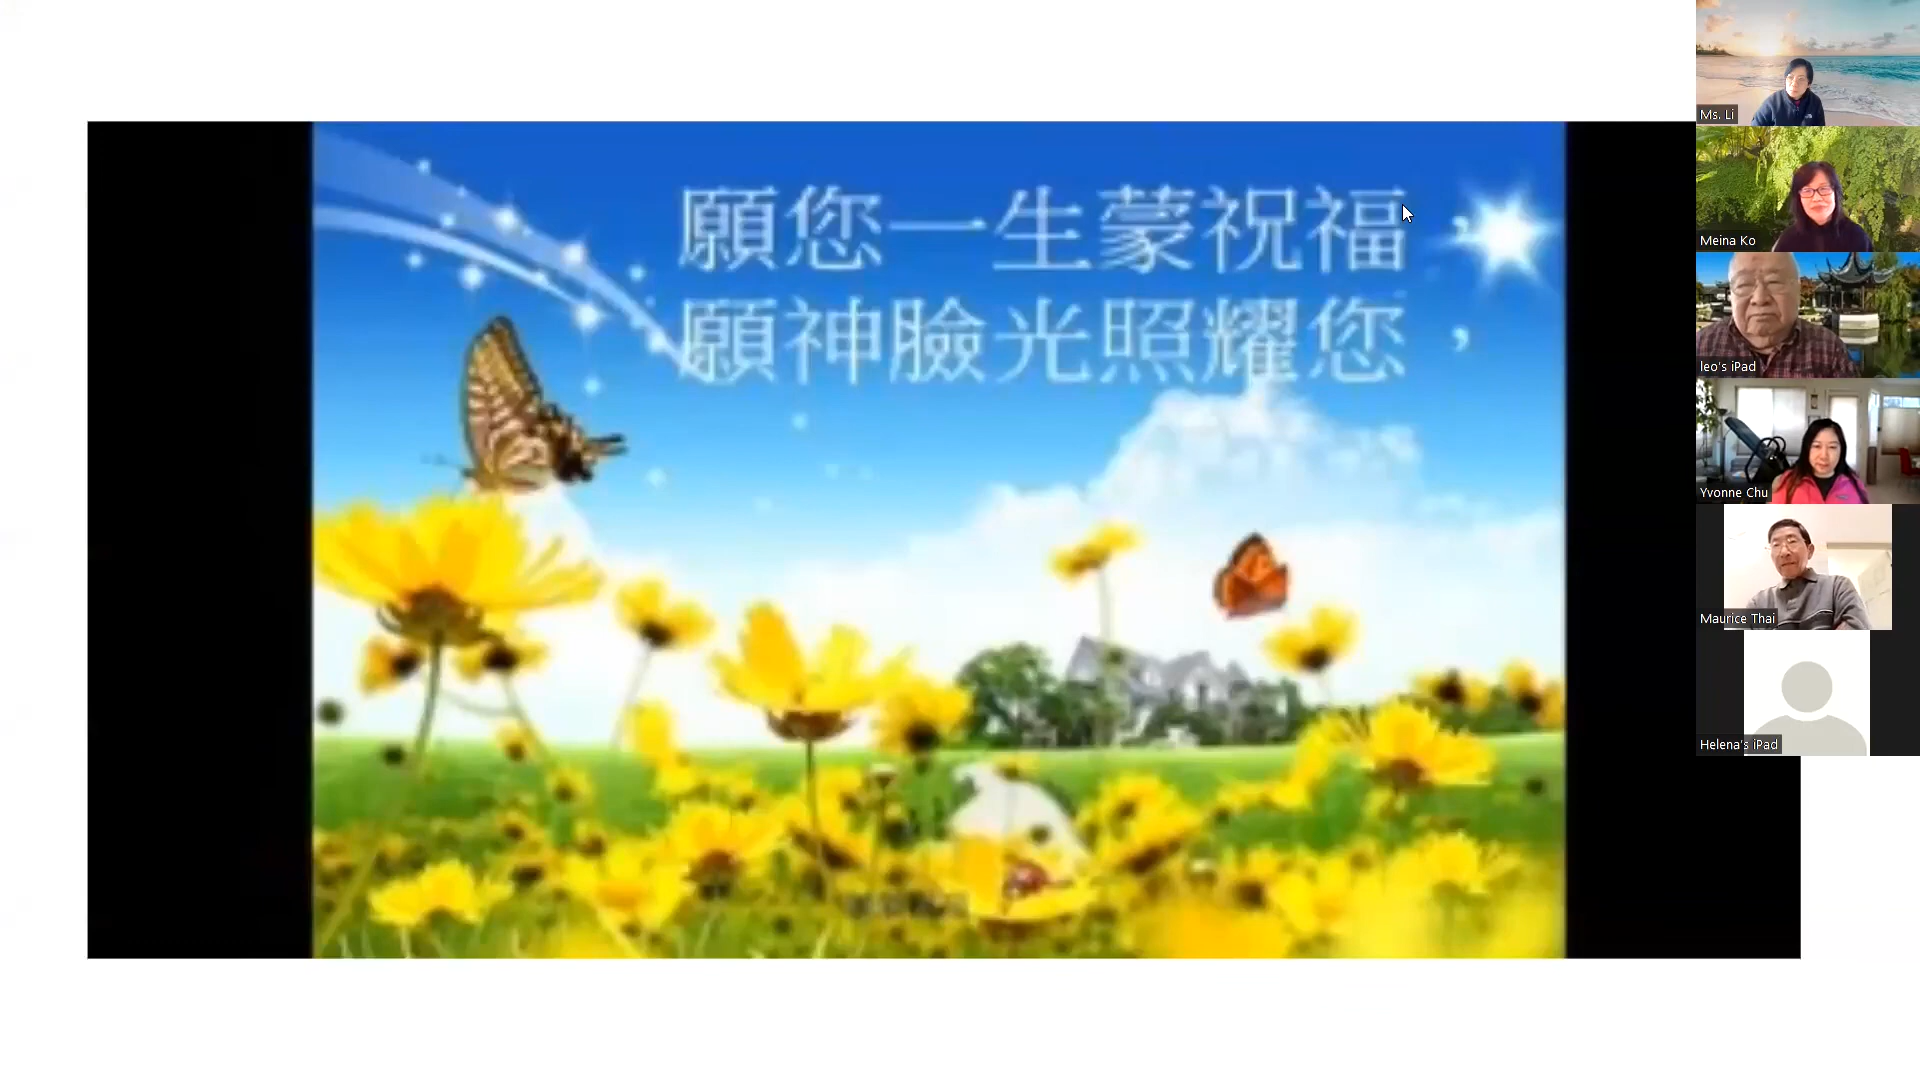 願您一生蒙祝福，
願神臉光照耀您，
Ms. Li
Meina Ko
leo's iPad
Yvonne Chu
Maurice Thai
Helena's iPad